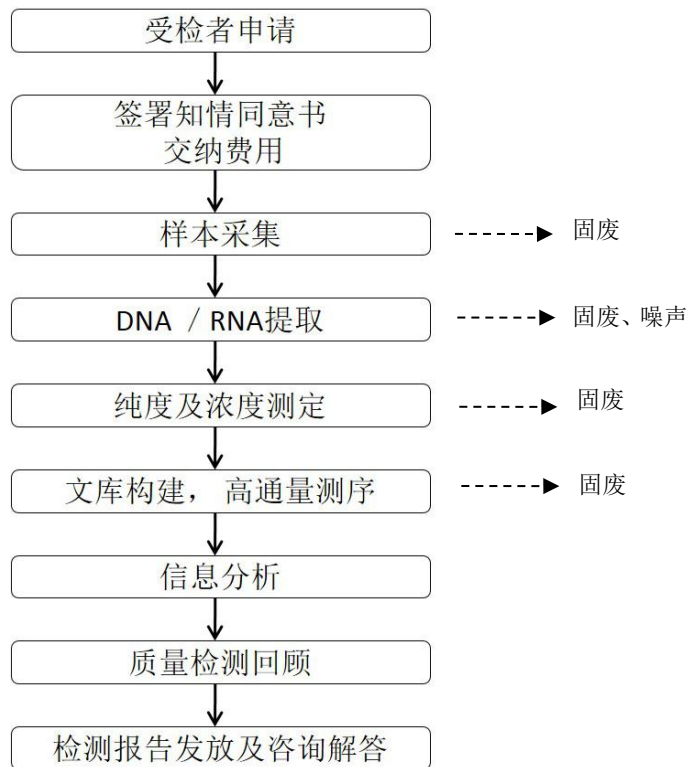 受检者申请
签署知情同意书
交纳费用
样本采集
固废
DNA / RNA提取
固废、噪声
纯度及浓度测定
固废
文库构建, 高通量测序
固废
信息分析
质量检测回顾
检测报告发放及咨询解答